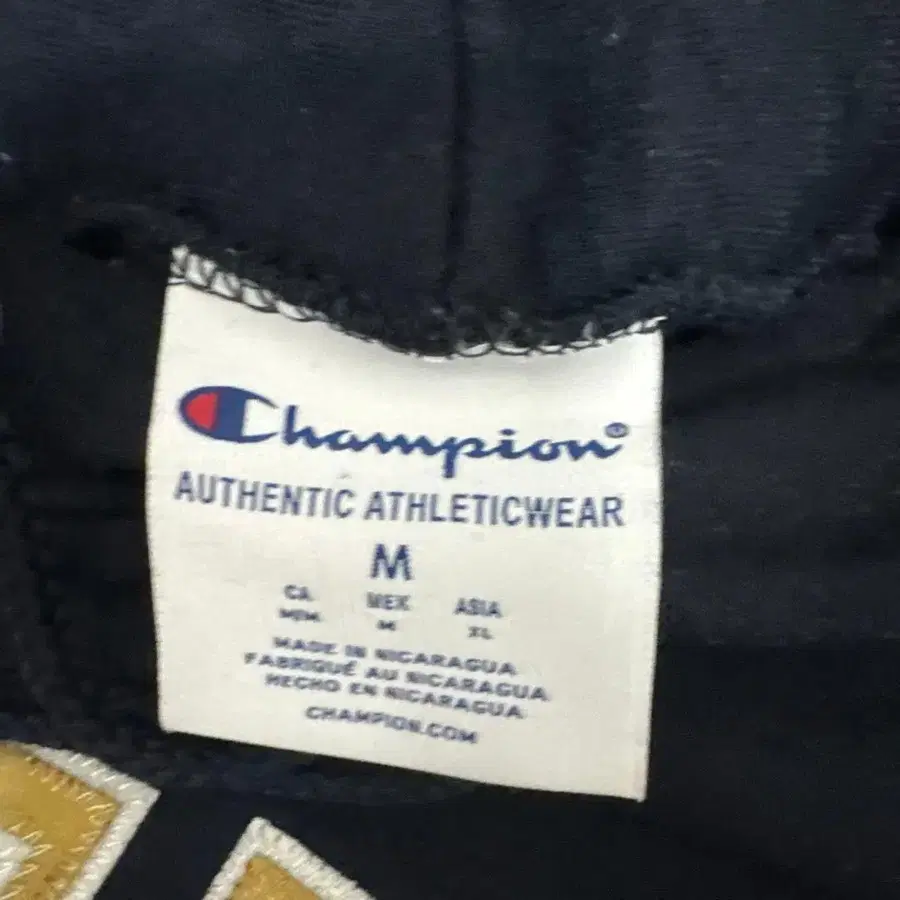 Champion®
AUTHENTIC ATHLETICWEAR
M
CA. MEX ASIA
M/M. M XL
MADE IN NICARAGUA
FABRIQUÉ AU NICARAGUA
HECHO EN NICARAGUA
CHAMPION.COM